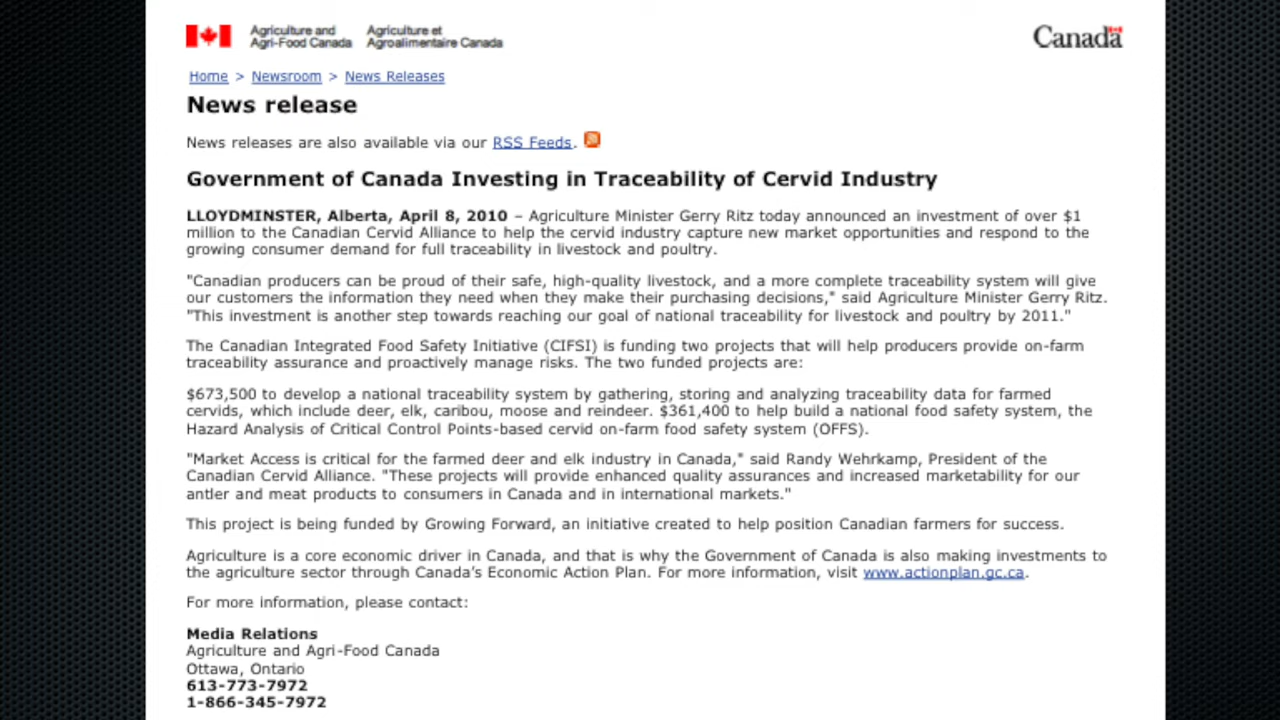 Agriculture and Agriculture et
Agri-Food Canada Agroalimentaire Canada
Canada
Home > Newsroom > News Releases
News release
News releases are also available via our RSS Feeds.
Government of Canada Investing in Traceability of Cervid Industry
LLOYDMINSTER, Alberta, April 8, 2010 – Agriculture Minister Gerry Ritz today announced an investment of over $1
million to the Canadian Cervid Alliance to help the cervid industry capture new market opportunities and respond to the
growing consumer demand for full traceability in livestock and poultry.
"Canadian producers can be proud of their safe, high-quality livestock, and a more complete traceability system will give
our customers the information they need when they make their purchasing decisions," said Agriculture Minister Gerry Ritz.
"This investment is another step towards reaching our goal of national traceability for livestock and poultry by 2011."
The Canadian Integrated Food Safety Initiative (CIFSI) is funding two projects that will help producers provide on-farm
traceability assurance and proactively manage risks. The two funded projects are:
$673,500 to develop a national traceability system by gathering, storing and analyzing traceability data for farmed
cervids, which include deer, elk, caribou, moose and reindeer. $361,400 to help build a national food safety system, the
Hazard Analysis of Critical Control Points-based cervid on-farm food safety system (OFFS).
"Market Access is critical for the farmed deer and elk industry in Canada," said Randy Wehrkamp, President of the
Canadian Cervid Alliance. "These projects will provide enhanced quality assurances and increased marketability for our
antler and meat products to consumers in Canada and in international markets."
This project is being funded by Growing Forward, an initiative created to help position Canadian farmers for success.
Agriculture is a core economic driver in Canada, and that is why the Government of Canada is also making investments to
the agriculture sector through Canada's Economic Action Plan. For more information, visit www.actionplan.gc.ca.
For more information, please contact:
Media Relations
Agriculture and Agri-Food Canada
Ottawa, Ontario
613-773-7972
1-866-345-7972